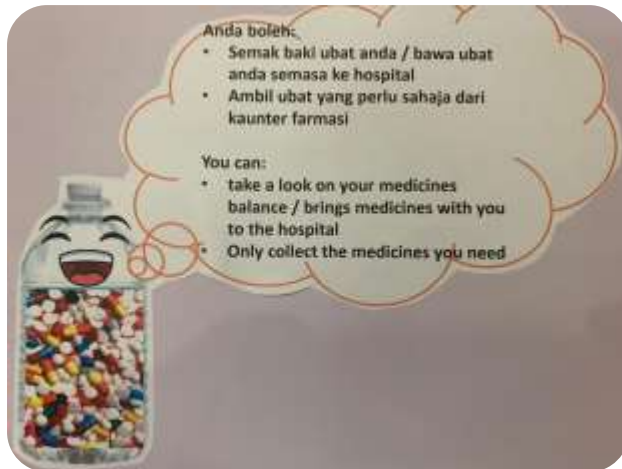 Anda boleh:
• Semak baki ubat anda / bawa ubat
anda semasa ke hospital
• Ambil ubat yang perlu sahaja dari
kaunter farmasi
You can:
• take a look on your medicines
balance / brings medicines with you
to the hospital
• Only collect the medicines you need